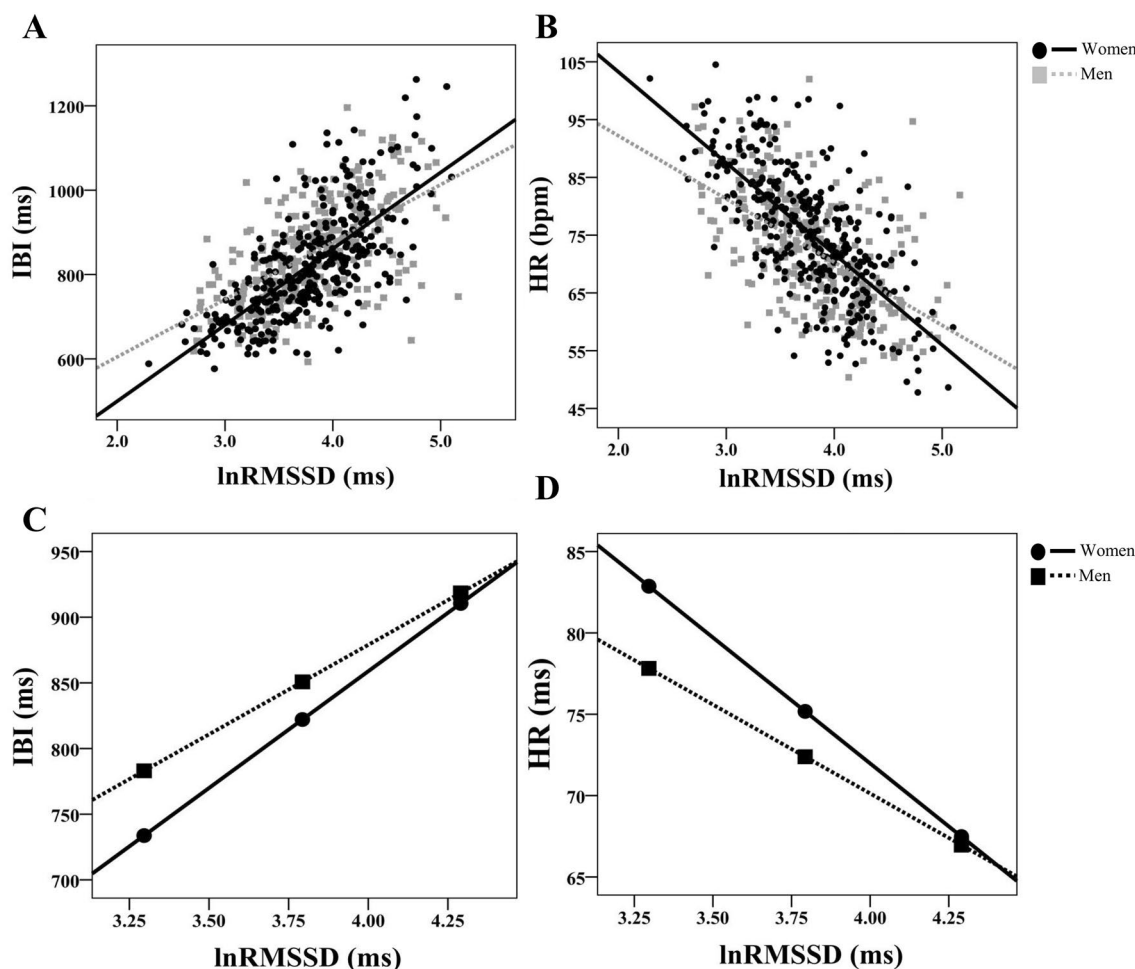 A
B
1200
1000
800
600
IBI (ms)
2.0 3.0 4.0 5.0
lnRMSSD (ms)
105
95
85
75
65
55
45
HR (bpm)
2.0 3.0 4.0 5.0
lnRMSSD (ms)
Women
Men
C
D
950
900
850
800
750
700
IBI (ms)
3.25 3.50 3.75 4.00 4.25
lnRMSSD (ms)
85
80
75
70
65
HR (ms)
3.25 3.50 3.75 4.00 4.25
lnRMSSD (ms)
Women
Men